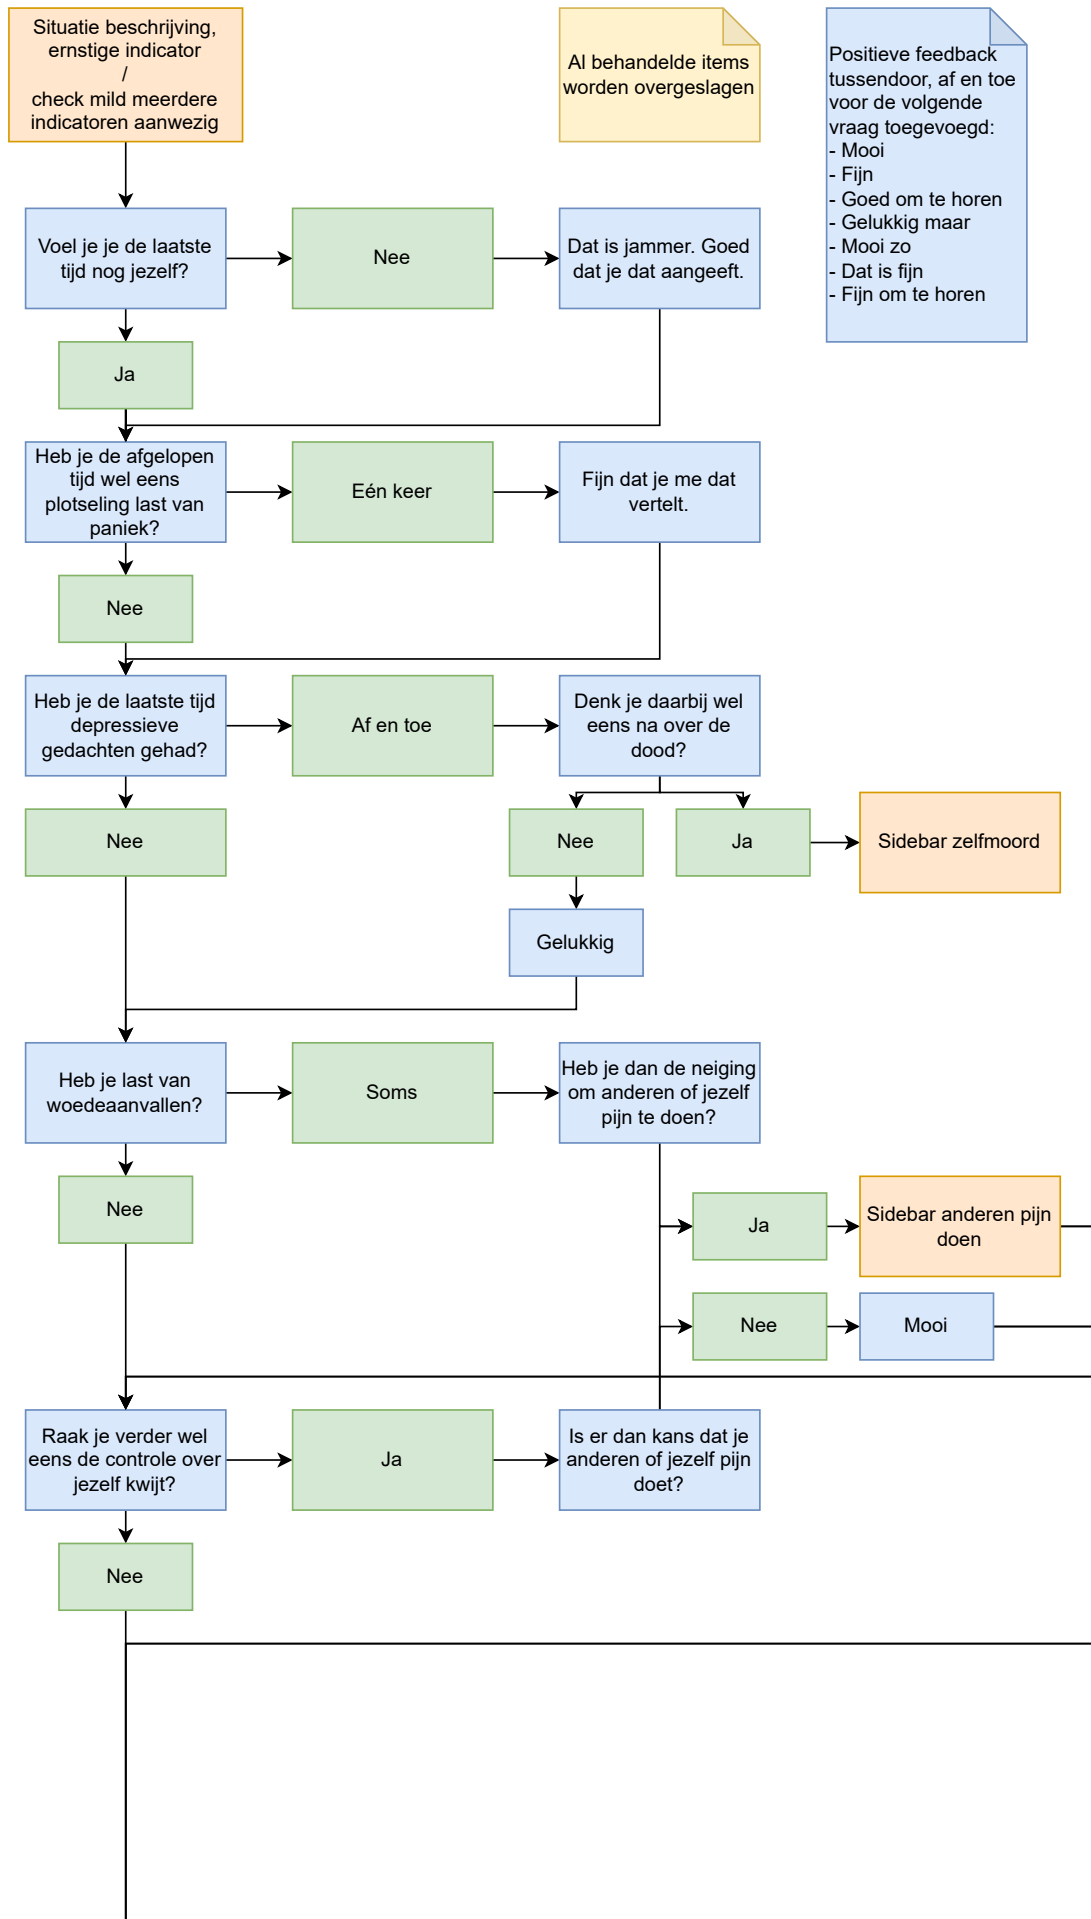 Situatie beschrijving,
ernstige indicator
/
check mild meerdere
indicatoren aanwezig
Al behandelde items
worden overgeslagen
Positieve feedback
tussendoor, af en toe
voor de volgende
vraag toegevoegd:
- Mooi
- Fijn
- Goed om te horen
- Gelukkig maar
- Mooi zo
- Dat is fijn
- Fijn om te horen
Voel je je de laatste
tijd nog jezelf?
Nee
Dat is jammer. Goed
dat je dat aangeeft.
Ja
Heb je de afgelopen
tijd wel eens
plotseling last van
paniek?
Eén keer
Fijn dat je me dat
vertelt.
Nee
Heb je de laatste tijd
depressieve
gedachten gehad?
Af en toe
Denk je daarbij wel
eens na over de
dood?
Nee
Nee
Ja
Sidebar zelfmoord
Gelukkig
Heb je last van
woedeaanvallen?
Soms
Heb je dan de neiging
om anderen of jezelf
pijn te doen?
Nee
Ja
Sidebar anderen pijn
doen
Nee
Mooi
Raak je verder wel
eens de controle over
jezelf kwijt?
Ja
Is er dan kans dat je
anderen of jezelf pijn
doet?
Nee